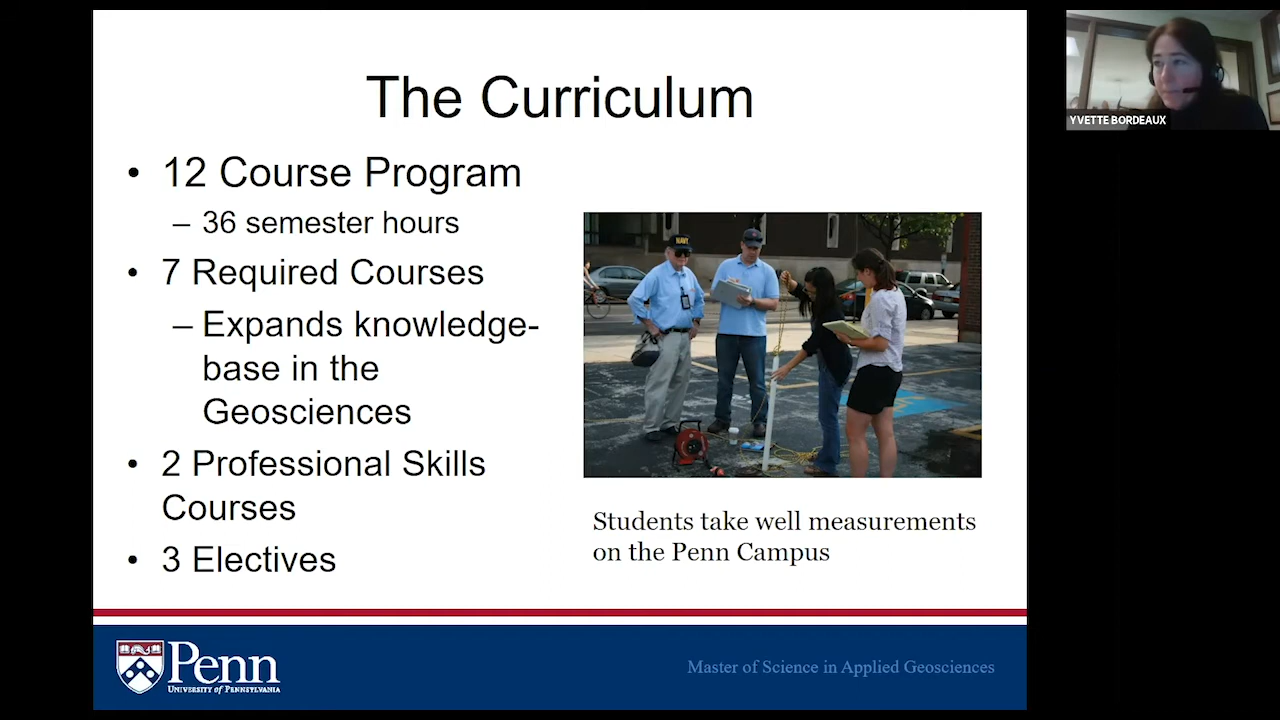 The Curriculum
• 12 Course Program
– 36 semester hours
• 7 Required Courses
– Expands knowledge-
base in the
Geosciences
• 2 Professional Skills
Courses
• 3 Electives
NAVY
Students take well measurements
on the Penn Campus
Penn
UNIVERSITY of PENNSYLVANIA
Master of Science in Applied Geosciences
YVETTE BORDEAUX